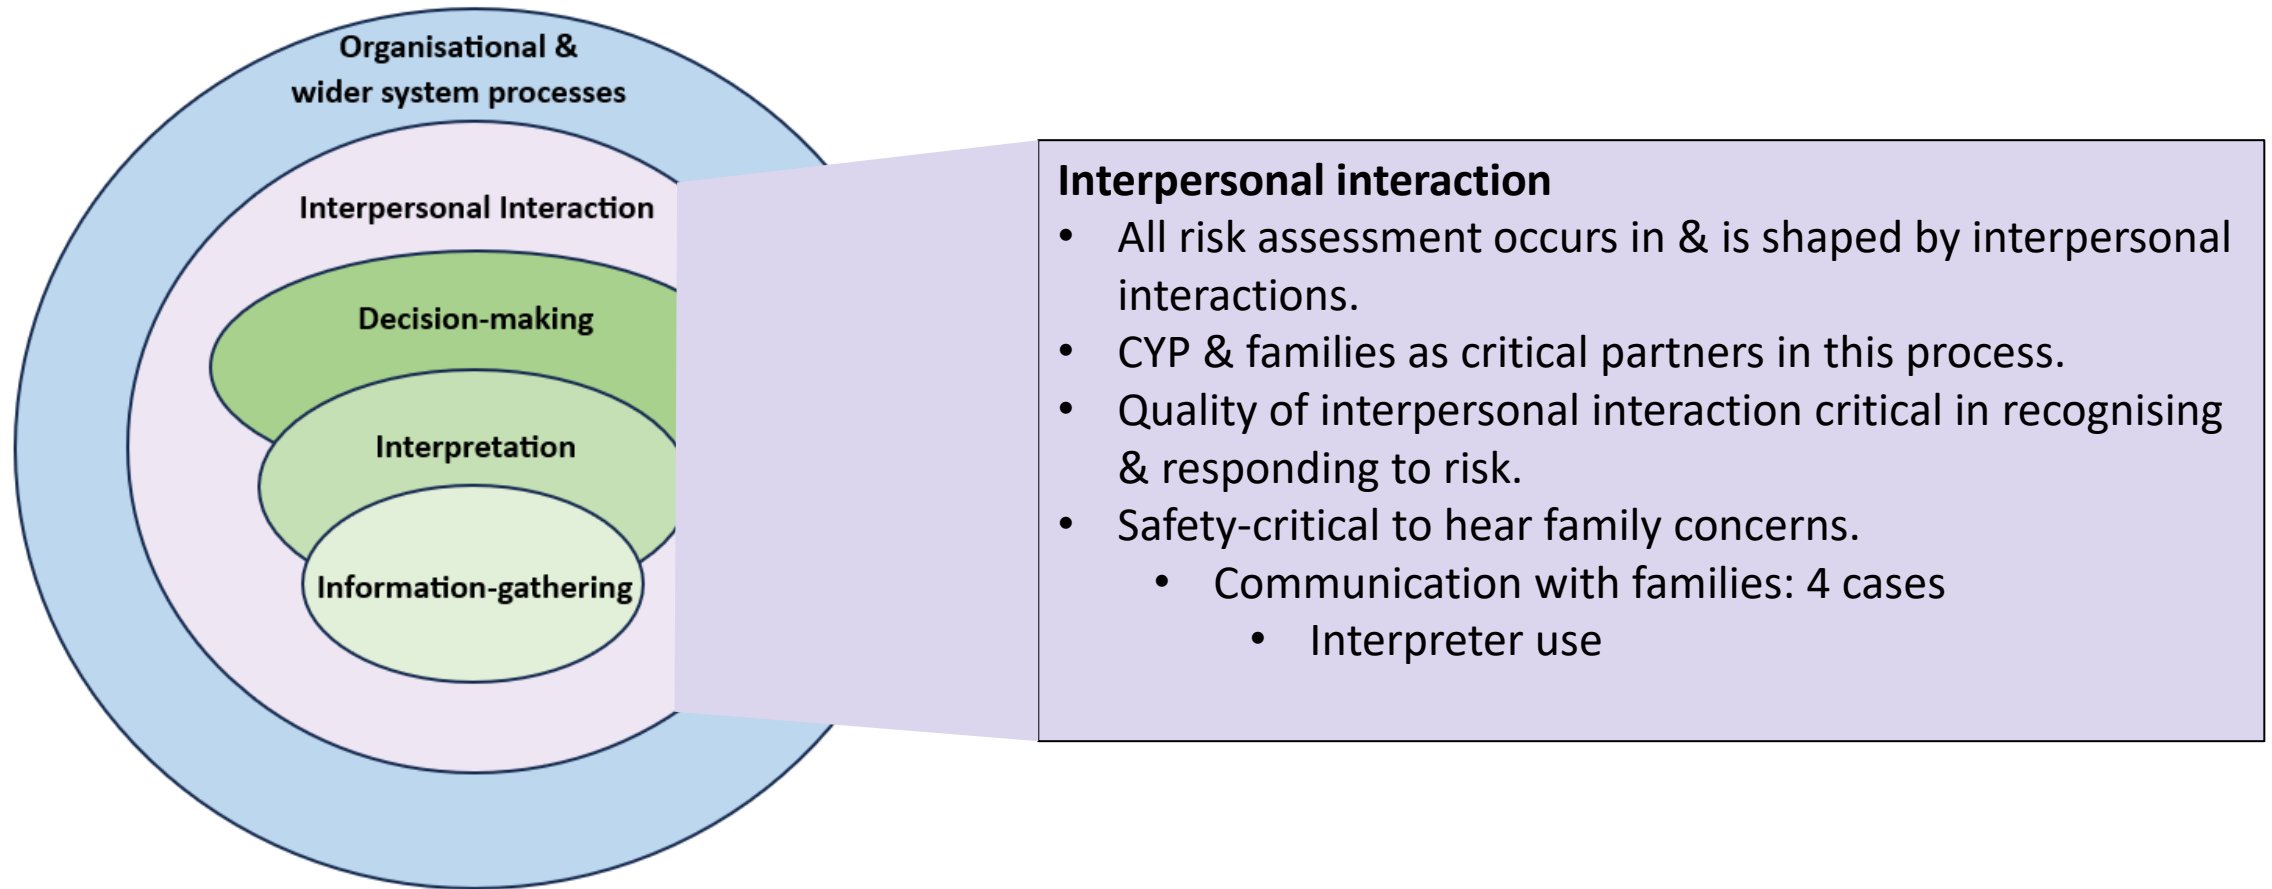 Organisational &
wider system processes
Interpersonal Interaction
Decision-making
Interpretation
Information-gathering
Interpersonal interaction
• All risk assessment occurs in & is shaped by interpersonal
interactions.
• CYP & families as critical partners in this process.
• Quality of interpersonal interaction critical in recognising
& responding to risk.
• Safety-critical to hear family concerns.
• Communication with families: 4 cases
• Interpreter use